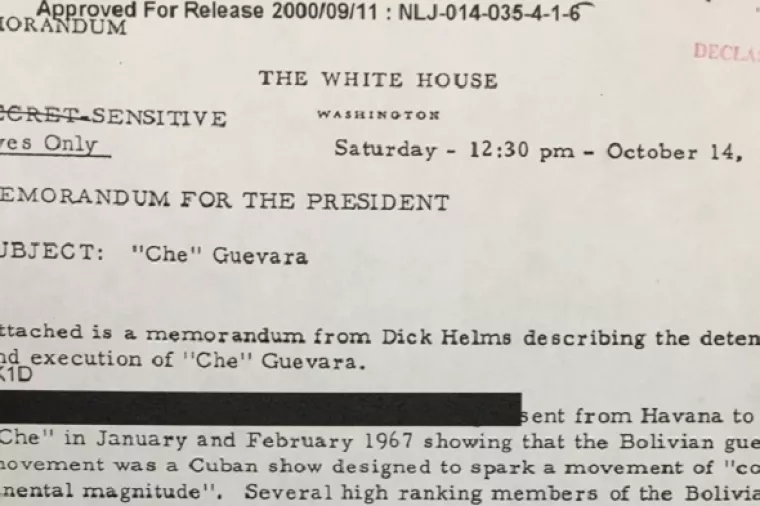 Approved For Release 2000/09/11 : NLJ-014-035-4-1-6
MORANDUM
DECLAS
THE WHITE HOUSE
WASHINGTON
CRET-SENSITIVE
yes Only
Saturday - 12:30 pm - October 14,
EMORANDUM FOR THE PRESIDENT
UBJECT: "Che" Guevara
ttached is a memorandum from Dick Helms describing the deten
nd execution of "Che" Guevara.
X1D
sent from Havana to
Che" in January and February 1967 showing that the Bolivian gue
movement was a Cuban show designed to spark a movement of "co
nental magnitude". Several high ranking members of the Bolivia